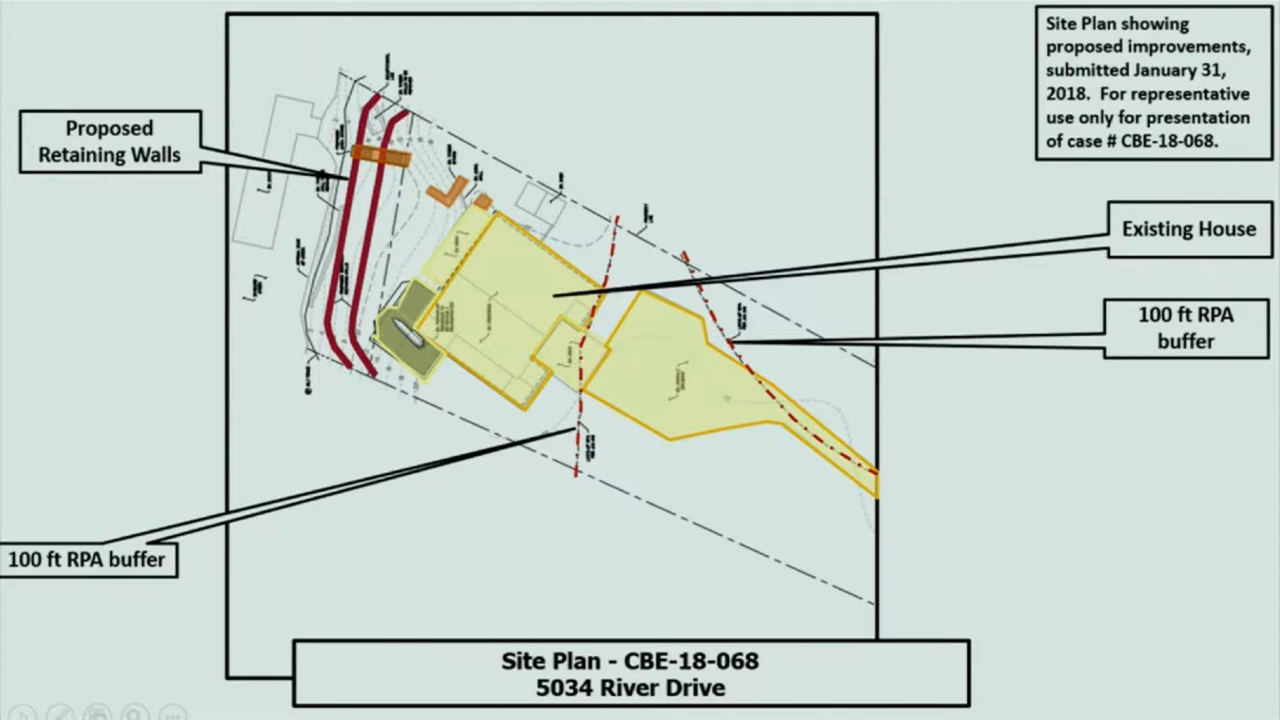 Site Plan showing
proposed improvements,
submitted January 31,
2018. For representative
use only for presentation
of case # CBE-18-068.
Proposed
Retaining Walls
Existing House
100 ft RPA
buffer
100 ft RPA buffer
Site Plan - CBE-18-068
5034 River Drive